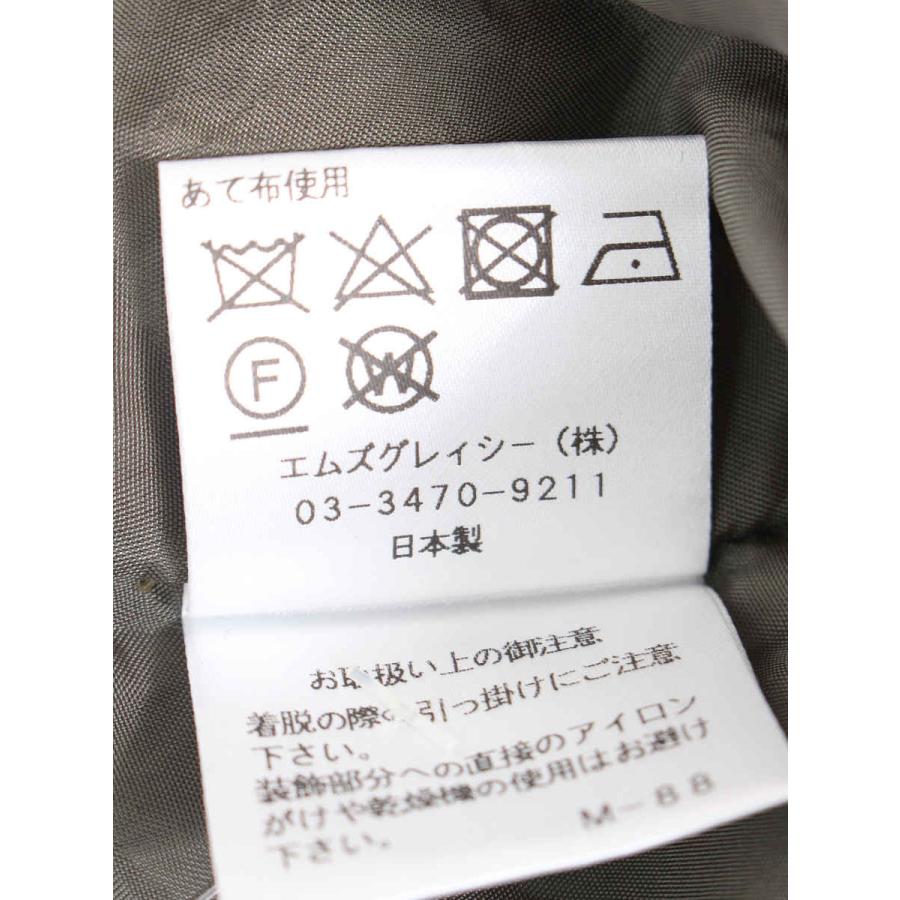 あて布使用
F W
エムズグレイシー(株)
03-3470-9211
日本製
お取扱い上の御注意
着脱の際の引っ掛けにご注意
下さい。
装飾部分への直接のアイロン
がけや乾燥機の使用はお避け
下さい。
M-88